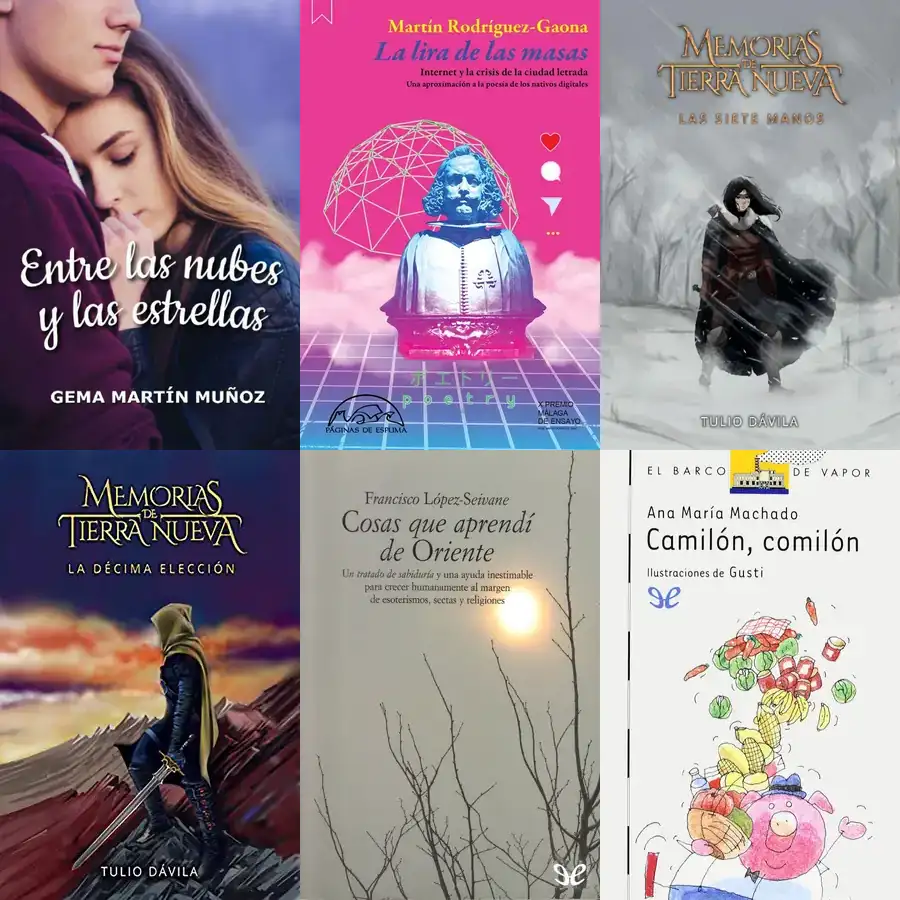 Entre las nubes
y las estrellas
GEMA MARTÍN MUÑOZ
Martín Rodríguez-Gaona
La lira de las masas
Internet y la crisis de la ciudad letrada
Una aproximación a la poesía de los nativos digitales
ポエトリー
poetry
PÁGINAS DE ESPUMA
X PREMIO
MÁLAGA
DE ENSAYO
MEMORIAS
DE
TIERRA NUEVA
LAS SIETE MANOS
TULIO DÁVILA
MEMORIAS
DE
TIERRA NUEVA
LA DÉCIMA ELECCIÓN
TULIO DÁVILA
Francisco López-Seivane
Cosas que aprendí
de Oriente
Un tratado de sabiduría y una ayuda inestimable
para crecer humanamente al margen
de esoterismos, sectas y religiones
EL BARCO DE VAPOR
Ana María Machado
Camilón, comilón
Ilustraciones de Gusti